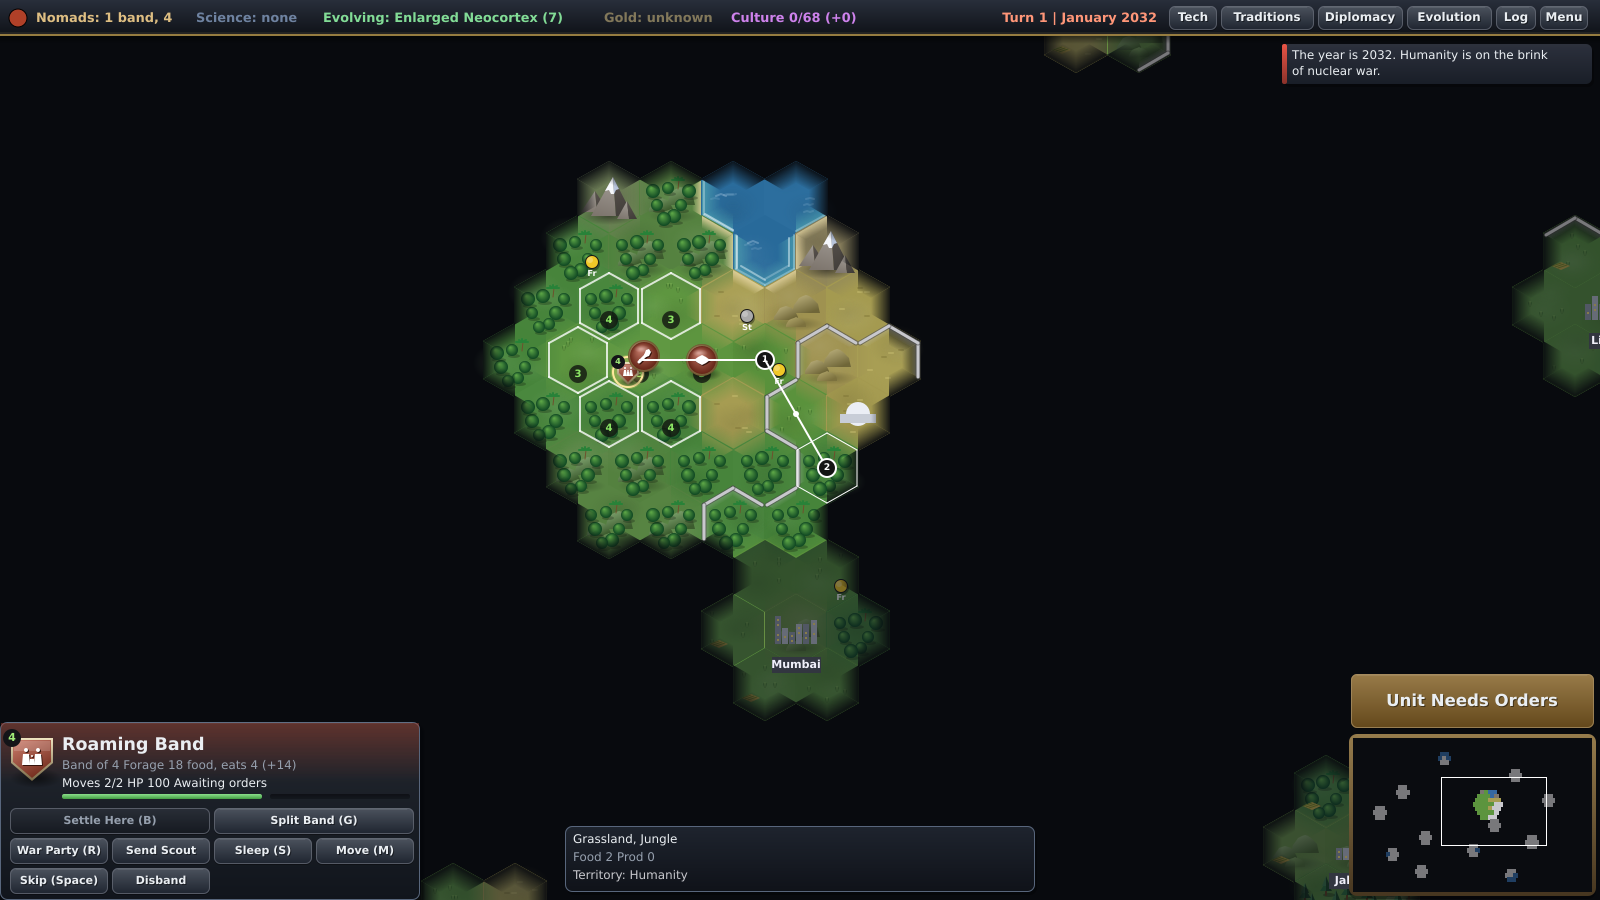 Nomads: 1 band, 4
Science: none
Evolving: Enlarged Neocortex (7)
Gold: unknown
Culture 0/68 (+0)
Turn 1 | January 2032
Tech
Traditions
Diplomacy
Evolution
Log
Menu
The year is 2032. Humanity is on the brink
of nuclear war.
Fr
4
3
St
3
4
1
Fr
4
4
2
Fr
Mumbai
Li
Jal
Unit Needs Orders
4
Roaming Band
Band of 4 Forage 18 food, eats 4 (+14)
Moves 2/2 HP 100 Awaiting orders
Settle Here (B)
Split Band (G)
War Party (R)
Send Scout
Sleep (S)
Move (M)
Skip (Space)
Disband
Grassland, Jungle
Food 2 Prod 0
Territory: Humanity